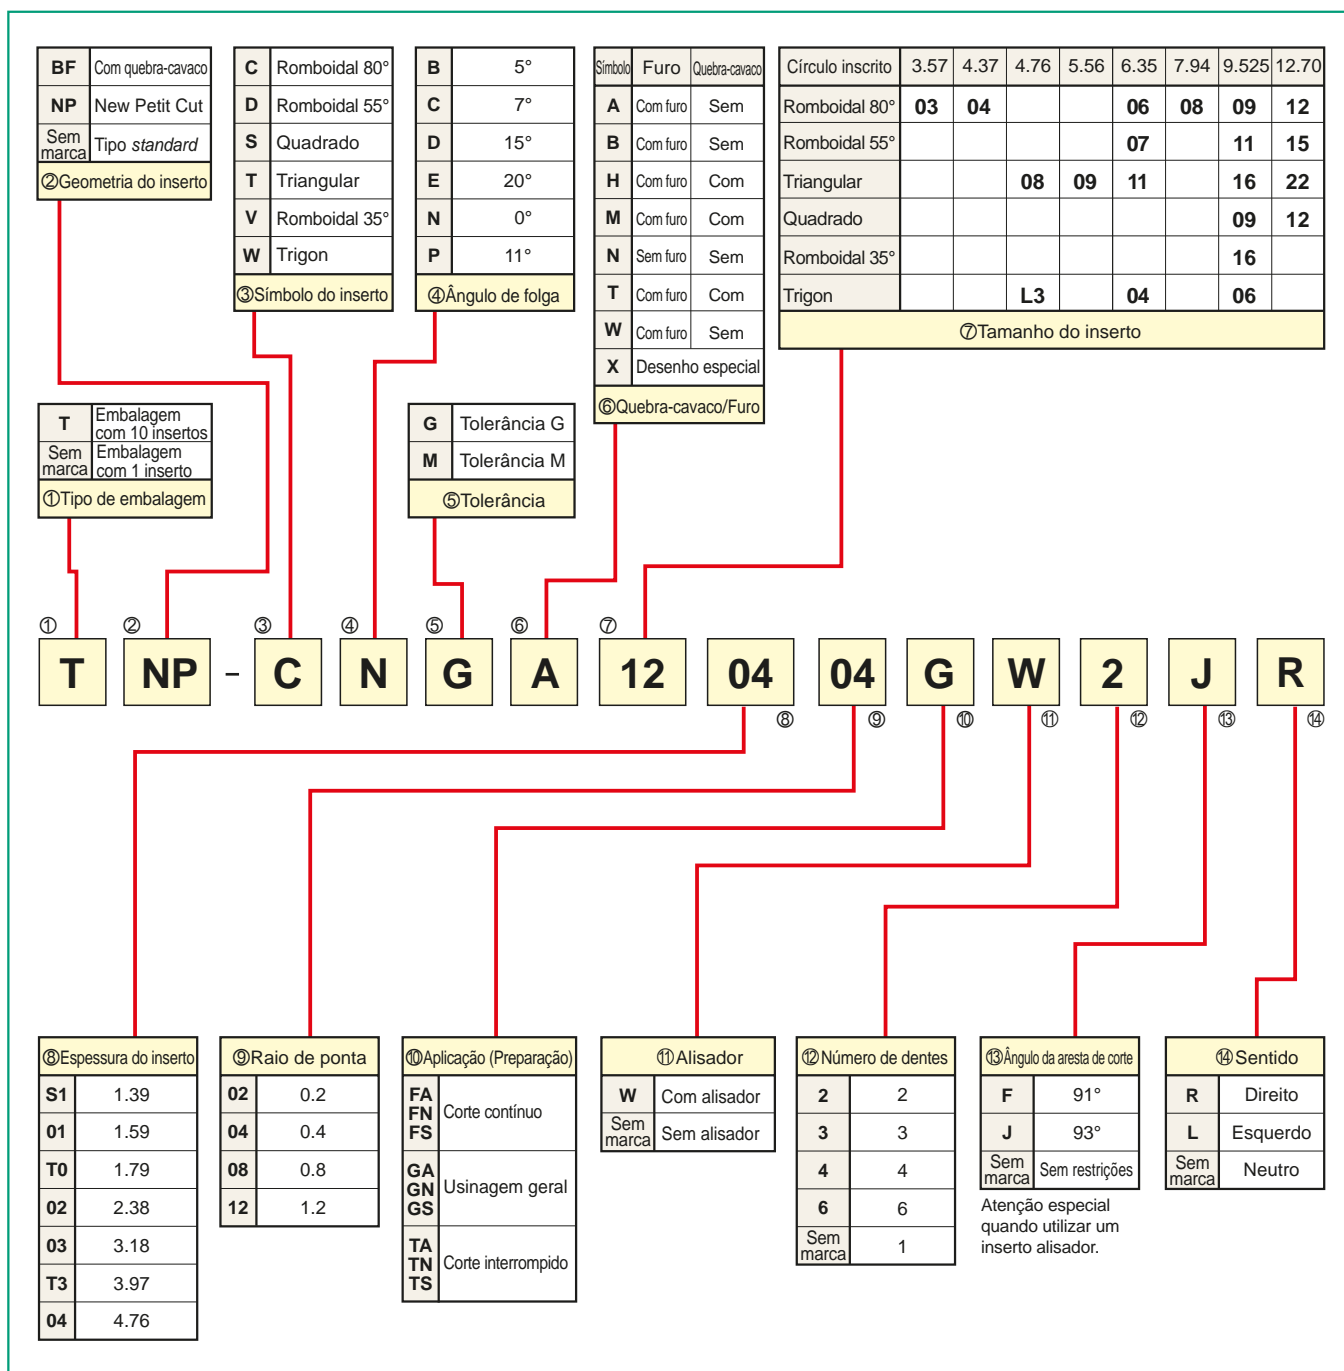 BF Com quebra-cavaco
NP New Petit Cut
Sem marca Tipo standard
②Geometria do inserto
C Romboidal 80°
D Romboidal 55°
S Quadrado
T Triangular
V Romboidal 35°
W Trigon
③Símbolo do inserto
B 5°
C 7°
D 15°
E 20°
N 0°
P 11°
④Ângulo de folga
Símbolo Furo Quebra-cavaco
A Com furo Sem
B Com furo Sem
H Com furo Com
M Com furo Com
N Sem furo Sem
T Com furo Com
W Com furo Sem
X Desenho especial
⑥Quebra-cavaco/Furo
Círculo inscrito 3.57 4.37 4.76 5.56 6.35 7.94 9.525 12.70
Romboidal 80° 03 04 06 08 09 12
Romboidal 55° 07 11 15
Triangular 08 09 11 16 22
Quadrado 09 12
Romboidal 35° 16
Trigon L3 04 06
⑦Tamanho do inserto
T Embalagem com 10 insertos
Sem marca Embalagem com 1 inserto
①Tipo de embalagem
G Tolerância G
M Tolerância M
⑤Tolerância
① ② ③ ④ ⑤ ⑥ ⑦
T NP - C N G A 12 04 04 G W 2 J R
⑧ ⑨ ⑩ ⑪ ⑫ ⑬ ⑭
⑧Espessura do inserto
S1 1.39
01 1.59
T0 1.79
02 2.38
03 3.18
T3 3.97
04 4.76
⑨Raio de ponta
02 0.2
04 0.4
08 0.8
12 1.2
⑩Aplicação (Preparação)
FA
FN Corte contínuo
FS
GA
GN Usinagem geral
GS
TA
TN Corte interrompido
TS
⑪Alisador
W Com alisador
Sem marca Sem alisador
⑫Número de dentes
2 2
3 3
4 4
6 6
Sem marca 1
⑬Ângulo da aresta de corte
F 91°
J 93°
Sem marca Sem restrições
Atenção especial
quando utilizar um
inserto alisador.
⑭Sentido
R Direito
L Esquerdo
Sem marca Neutro